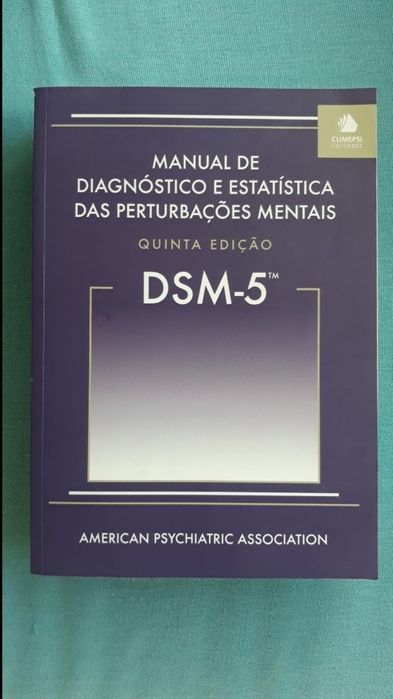 CLIMEPSI
EDITORES
MANUAL DE
DIAGNÓSTICO E ESTATÍSTICA
DAS PERTURBAÇÕES MENTAIS
QUINTA EDIÇÃO
DSM-5™
AMERICAN PSYCHIATRIC ASSOCIATION